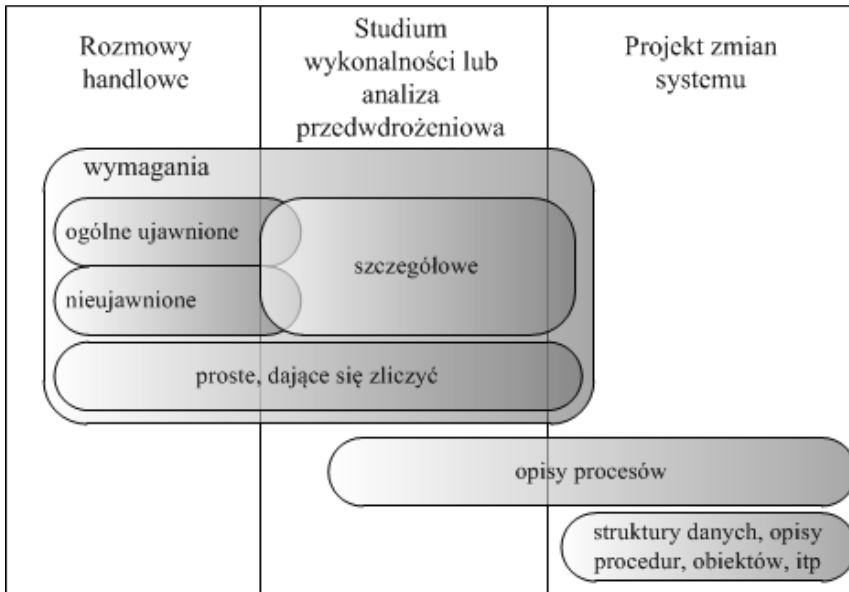 Rozmowy
handlowe
Studium
wykonalności lub
analiza
przedwdrożeniowa
Projekt zmian
systemu
wymagania
ogólne ujawnione
szczegółowe
nieujawnione
proste, dające się zliczyć
opisy procesów
struktury danych, opisy
procedur, obiektów, itp